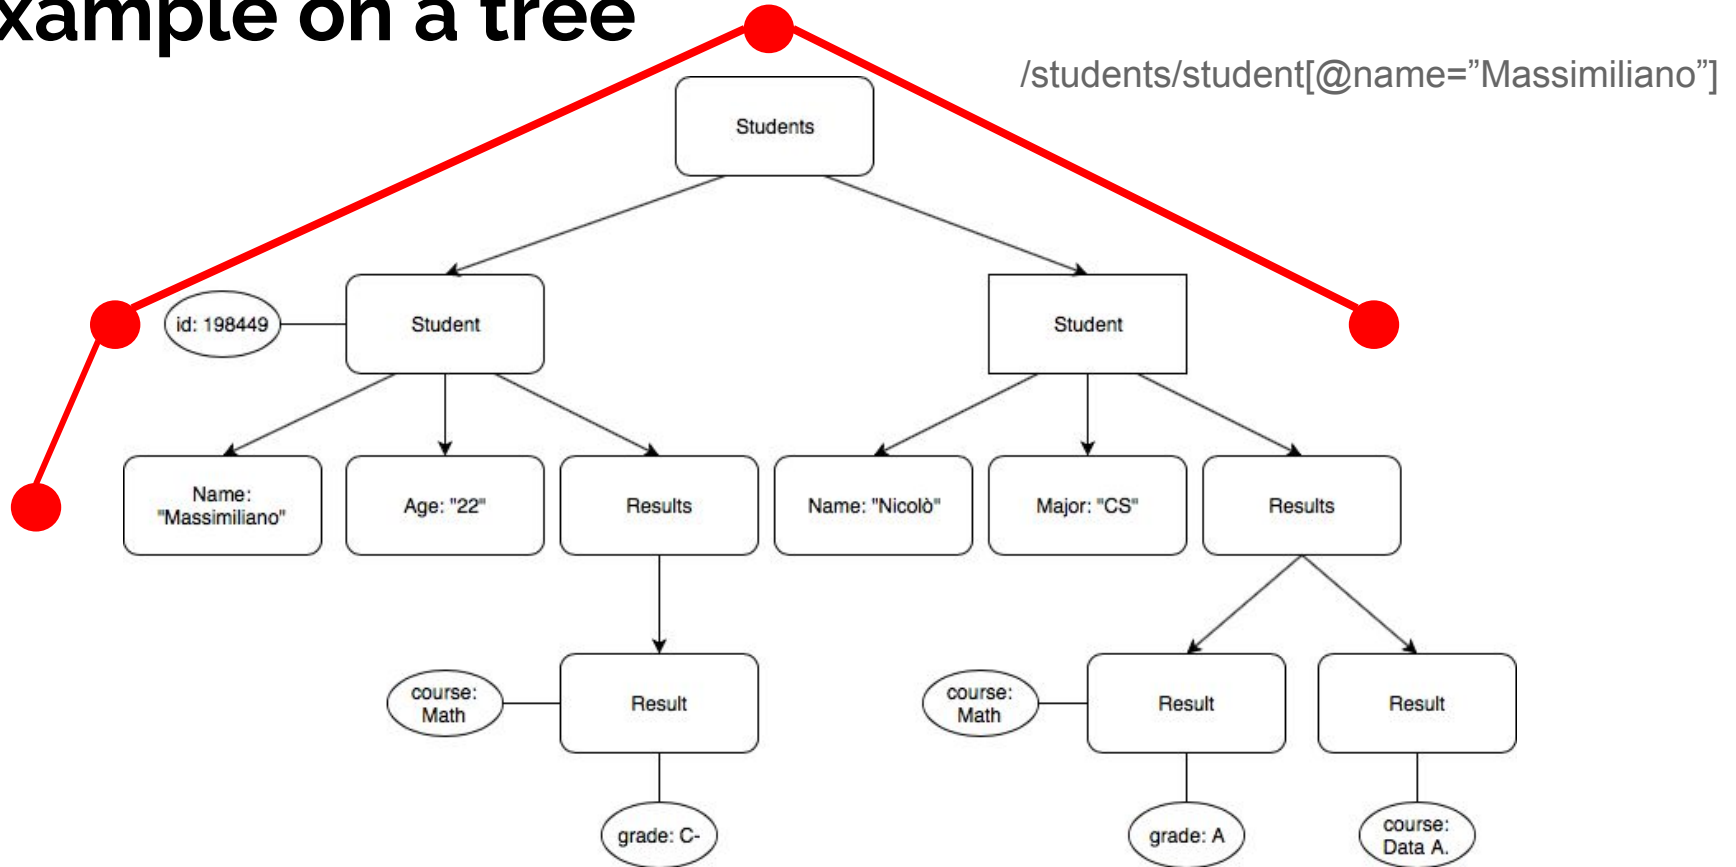 xample on a tree
/students/student[@name=”Massimiliano”]
Students
id: 198449
Student
Student
Name:
"Massimiliano"
Age: "22"
Results
Name: "Nicolò"
Major: "CS"
Results
course:
Math
Result
course:
Math
Result
Result
grade: C-
grade: A
course:
Data A.